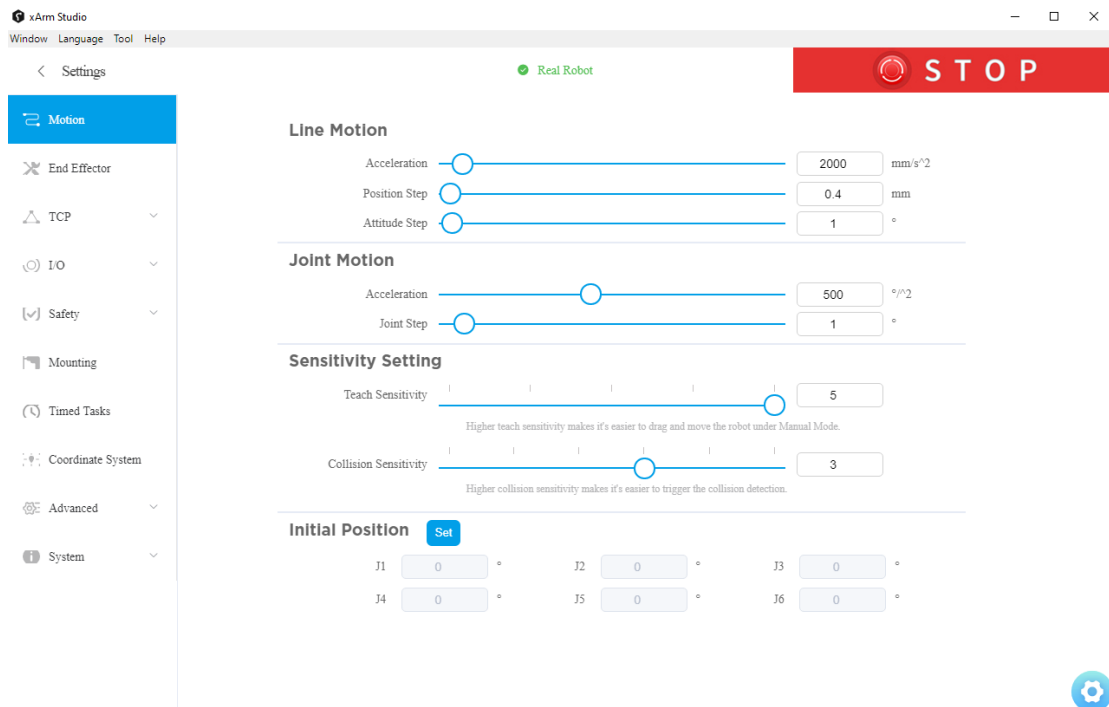 xArm Studio
Window Language Tool Help
Settings
Real Robot
STOP
Motion
End Effector
TCP
I/O
Safety
Mounting
Timed Tasks
Coordinate System
Advanced
System
Line Motion
Acceleration 2000 mm/s^2
Position Step 0.4 mm
Attitude Step 1 °
Joint Motion
Acceleration 500 °/^2
Joint Step 1 °
Sensitivity Setting
Teach Sensitivity 5
Higher teach sensitivity makes it's easier to drag and move the robot under Manual Mode.
Collision Sensitivity 3
Higher collision sensitivity makes it's easier to trigger the collision detection.
Initial Position Set
J1 0 ° J2 0 ° J3 0 °
J4 0 ° J5 0 ° J6 0 °